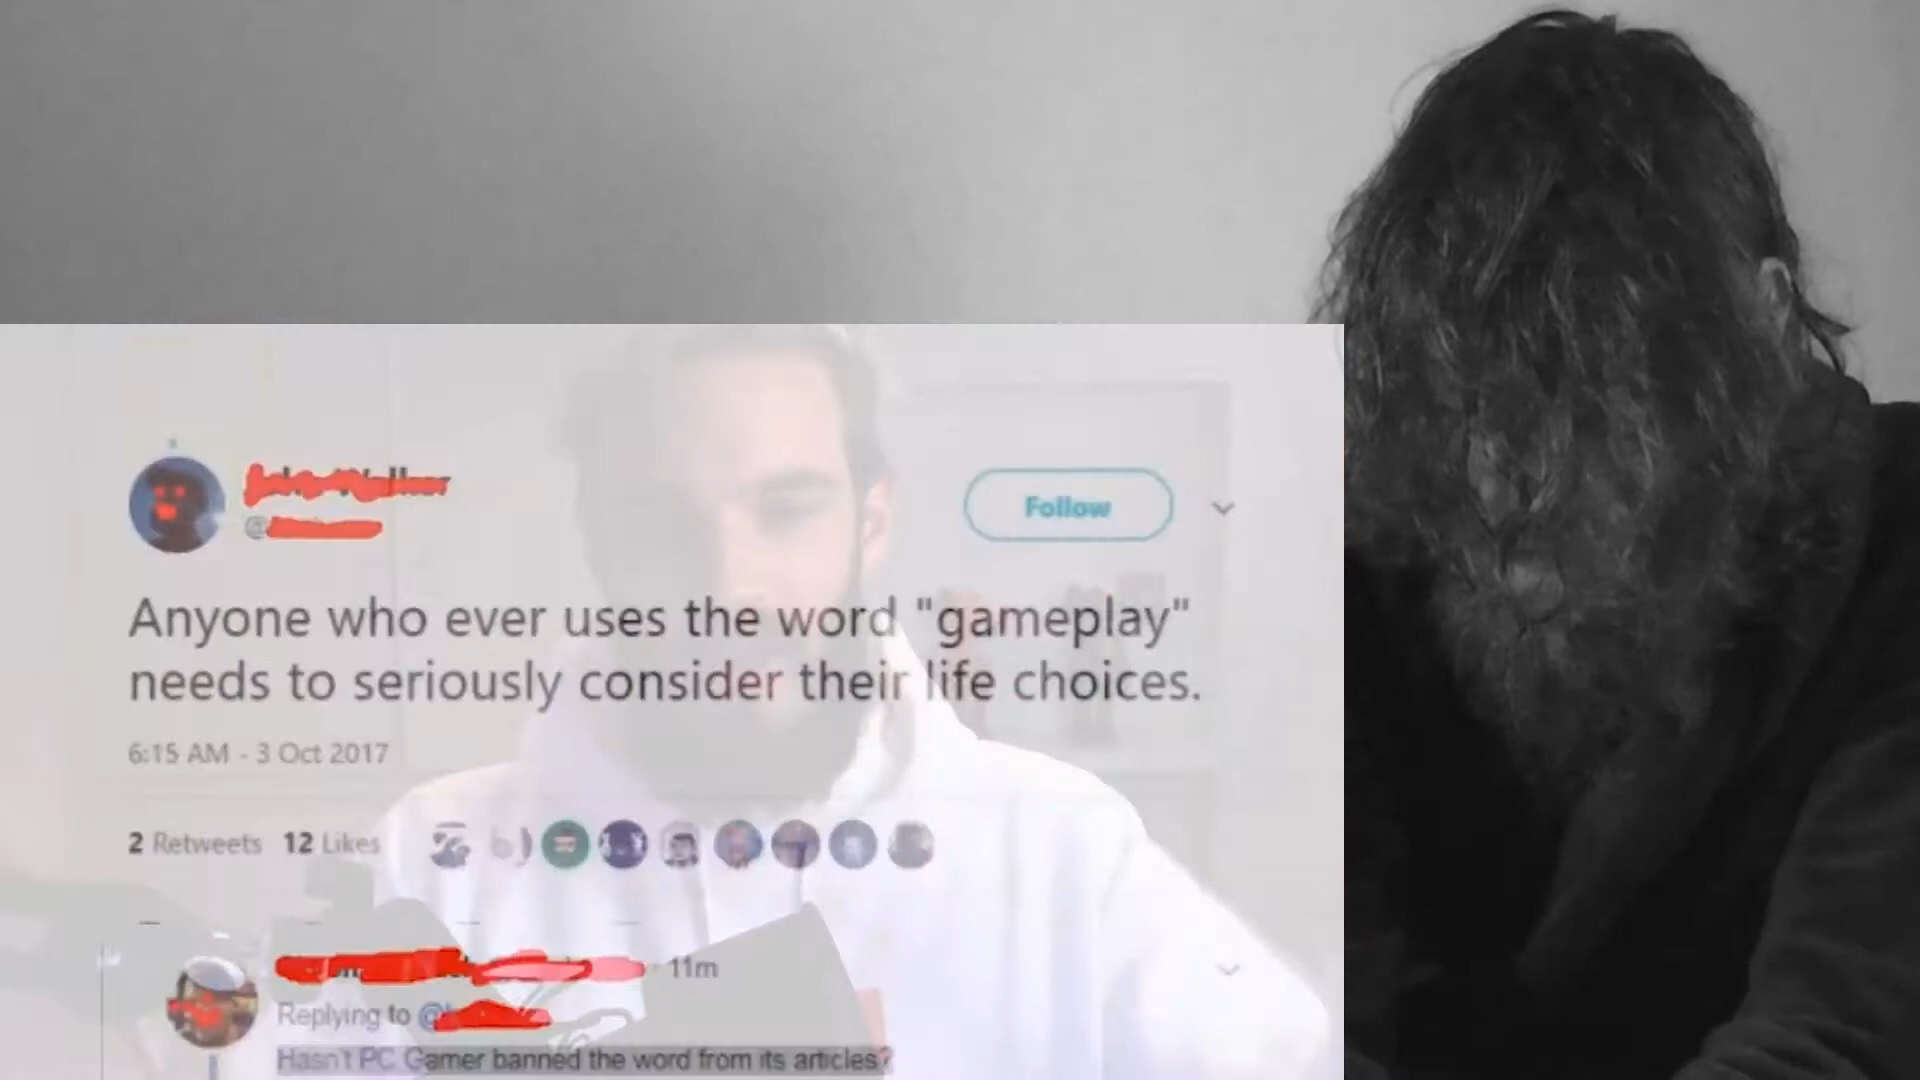 Follow
Anyone who ever uses the word "gameplay"
needs to seriously consider their life choices.
6:15 AM - 3 Oct 2017
2 Retweets 12 Likes
11m
Replying to @
Hasn't PC Gamer banned the word from its articles?